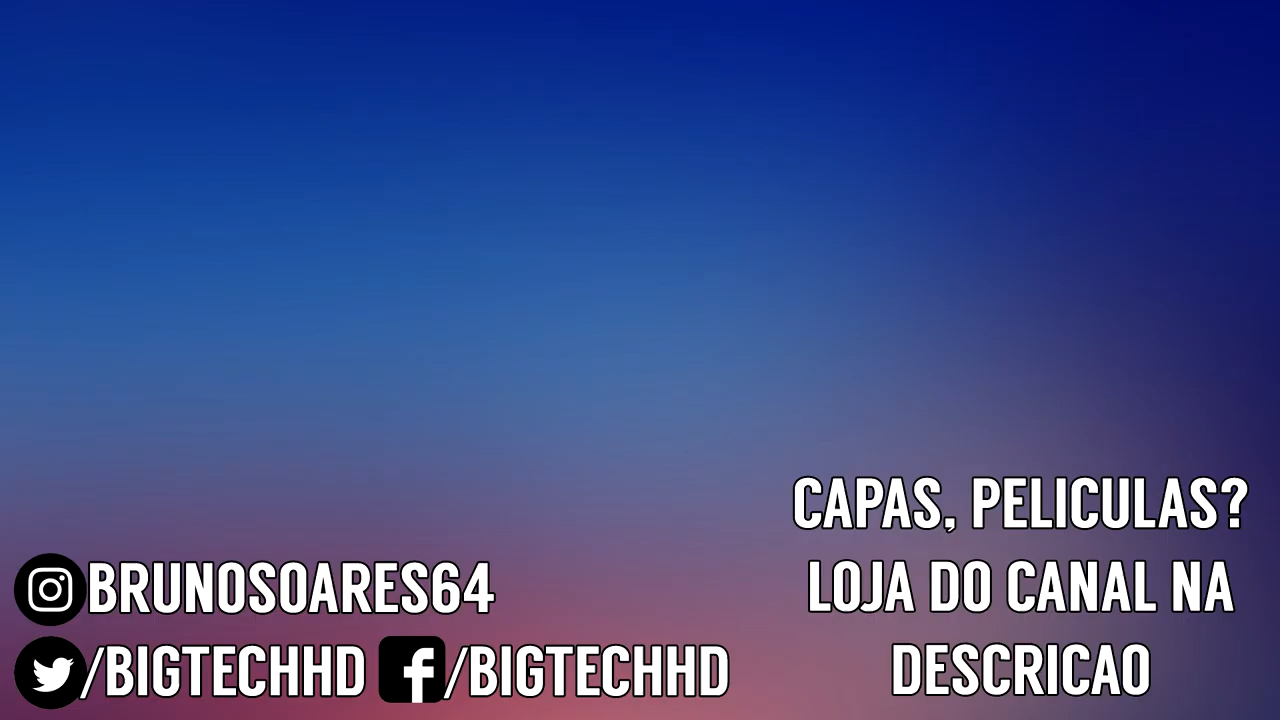 BRUNOSOARES64
/BIGTECHHD /BIGTECHHD
CAPAS, PELICULAS?
LOJA DO CANAL NA
DESCRICAO